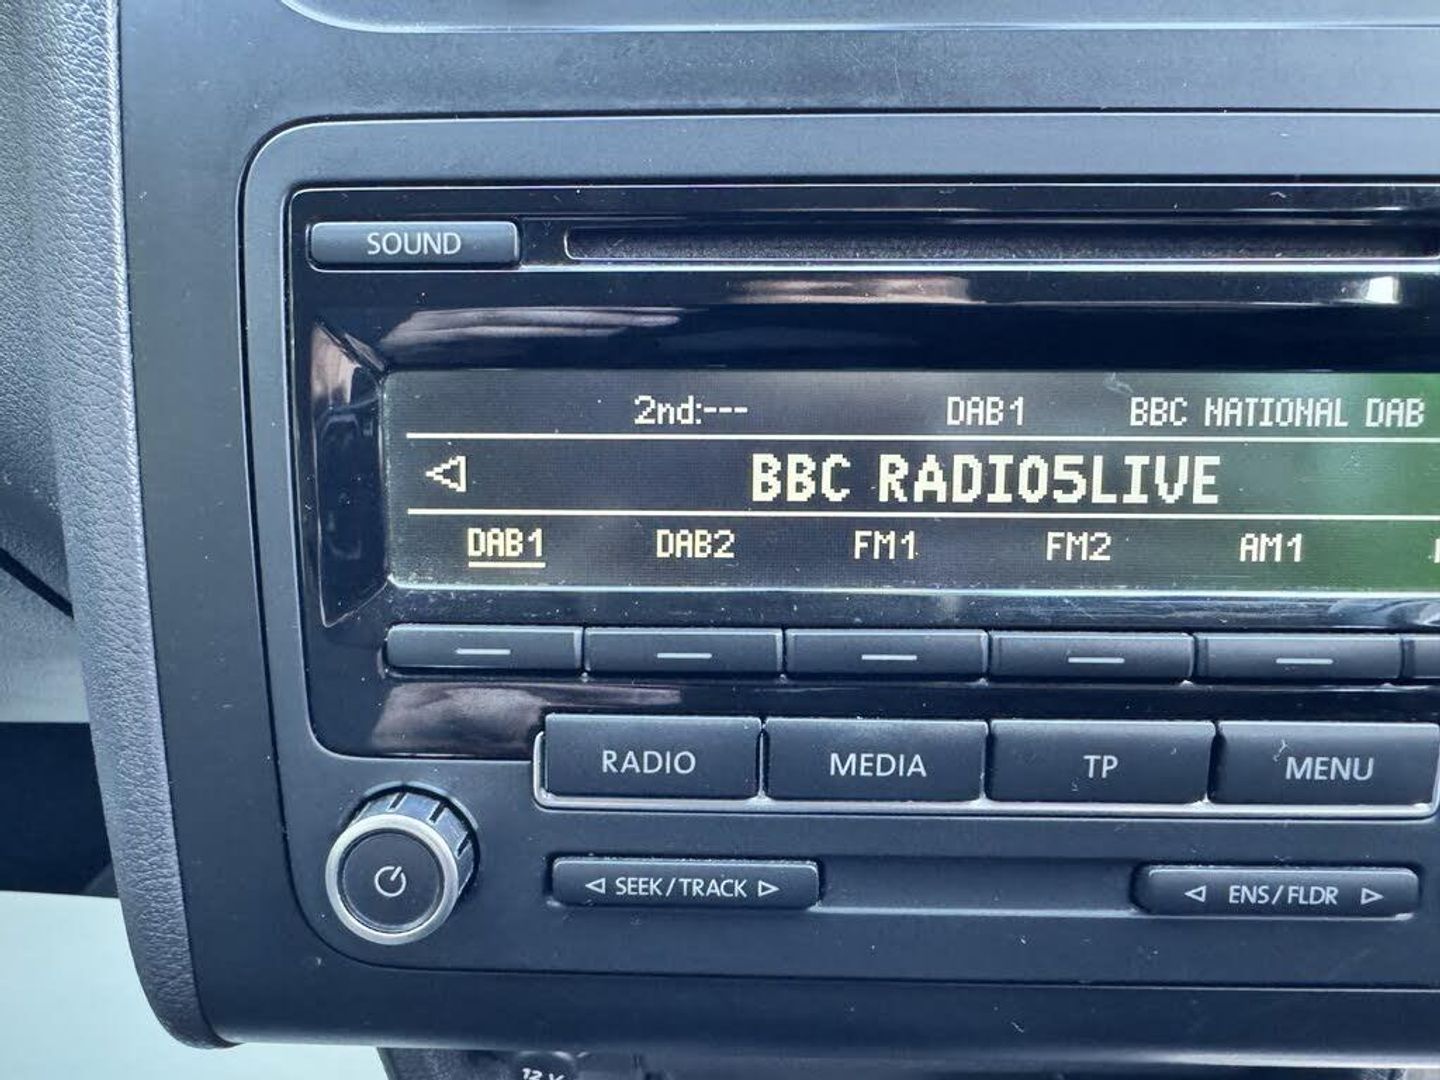 SOUND
2nd:--- DAB1 BBC NATIONAL DAB
BBC RADIO5LIVE
DAB1 DAB2 FM1 FM2 AM1
RADIO MEDIA TP MENU
SEEK/TRACK ENS/FLDR
12V